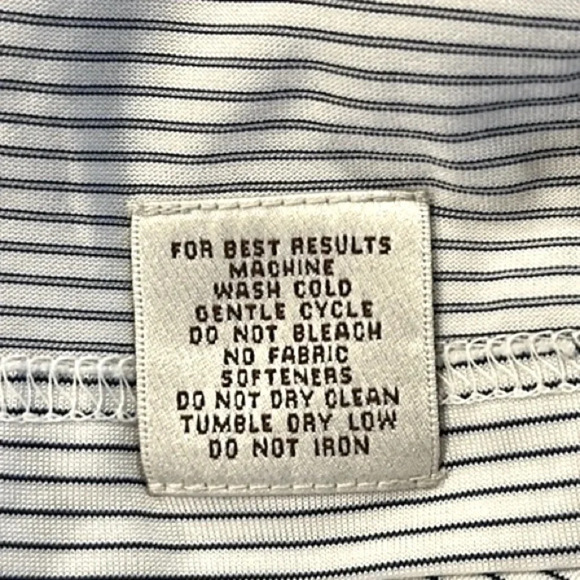 FOR BEST RESULTS
MACHINE
WASH COLD
GENTLE CYCLE
DO NOT BLEACH
NO FABRIC
SOFTENERS
DO NOT DRY CLEAN
TUMBLE DRY LOW
DO NOT IRON